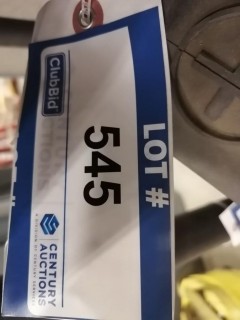 LOT #
545
ClubBid
CENTURY
AUCTIONS